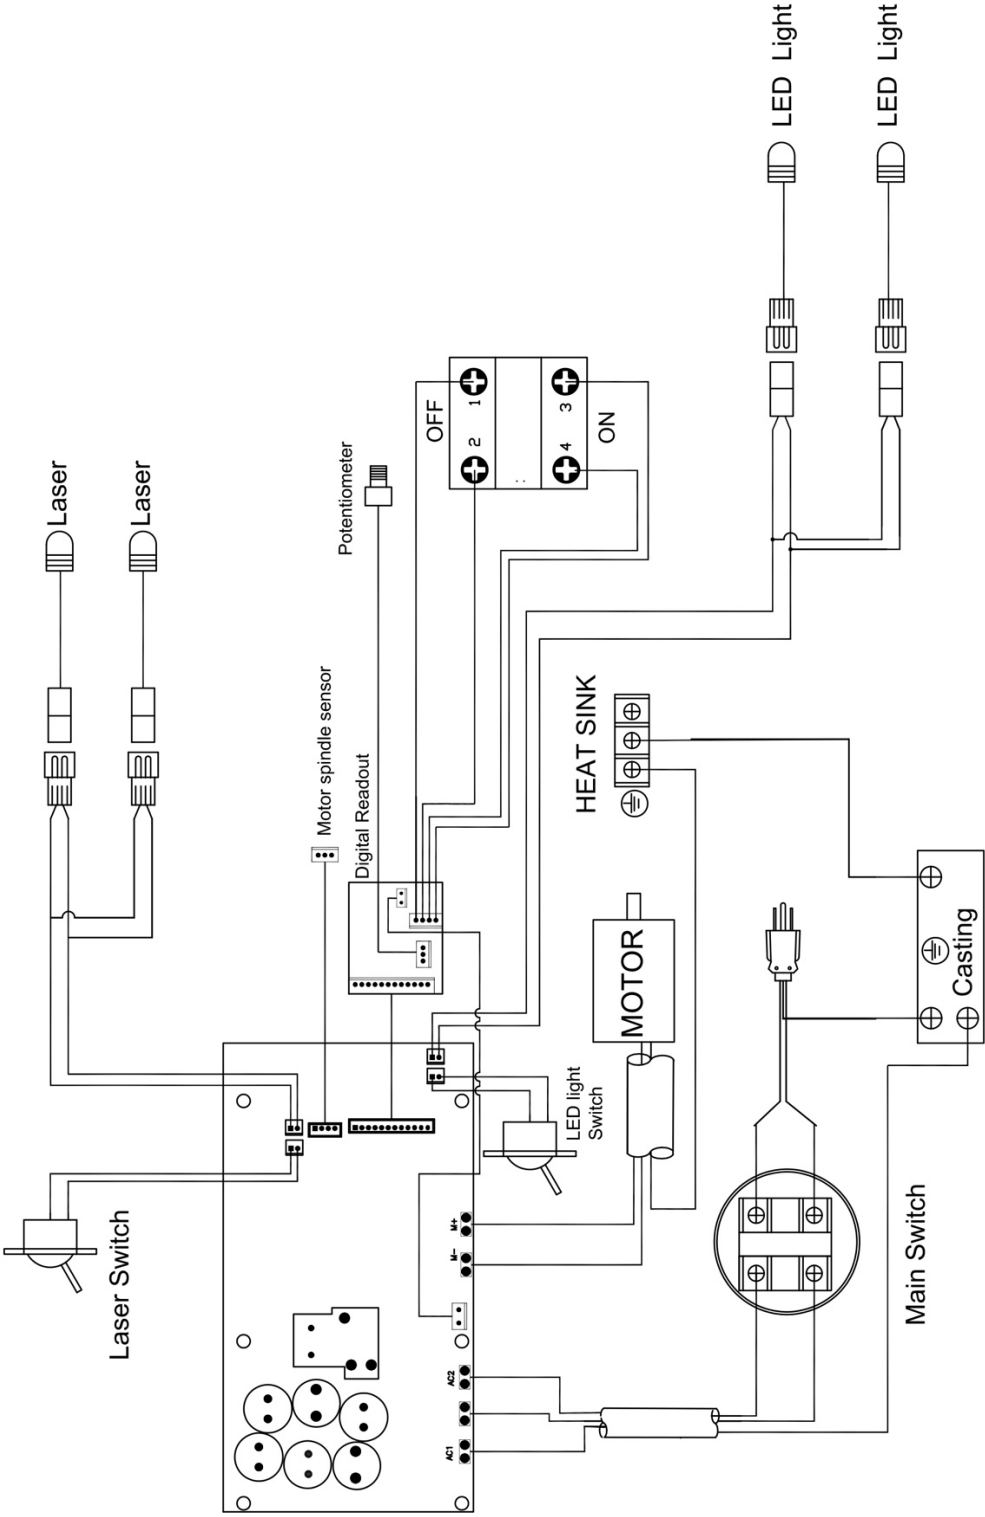 LED Light
LED Light
Laser
Laser
OFF
1
2
3
4
ON
Potentiometer
Motor spindle sensor
Digital Readout
HEAT SINK
MOTOR
Casting
LED light
Switch
Laser Switch
M+
M-
Main Switch
AC2
AC1